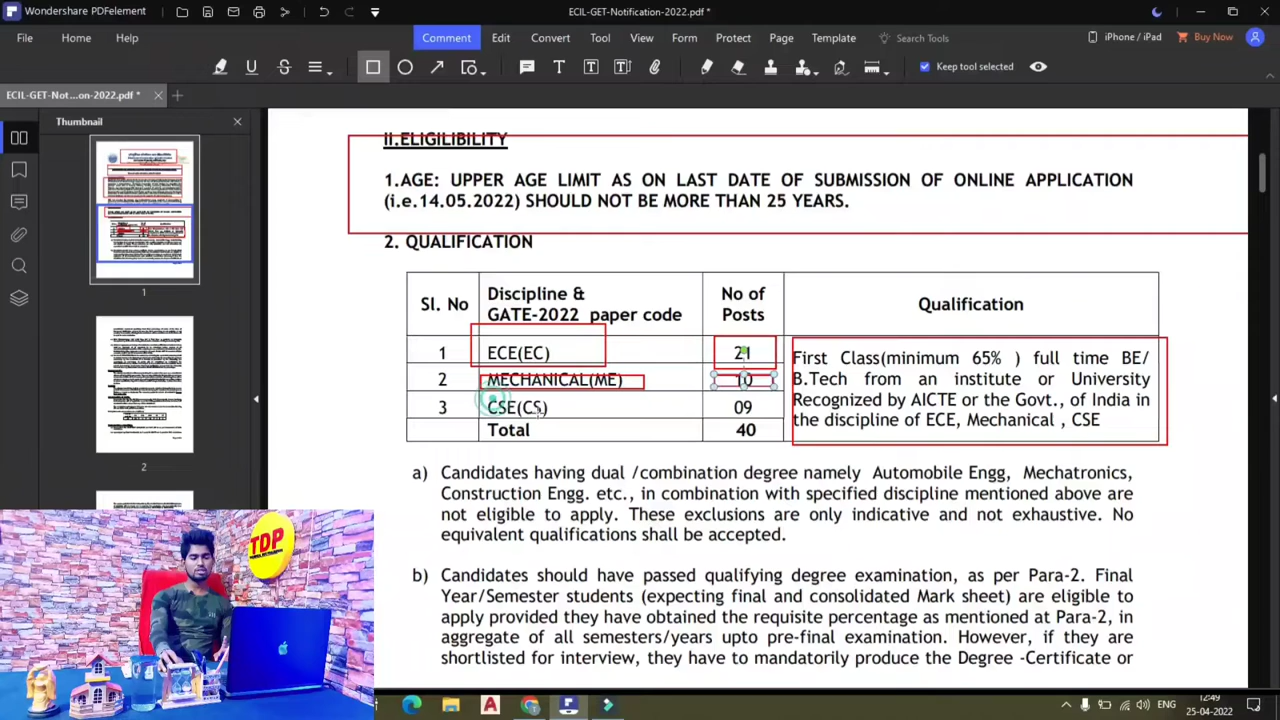 Wondershare PDFelement
ECIL-GET-Notification-2022.pdf *
File Home Help
Comment Edit Convert Tool View Form Protect Page Template Search Tools
iPhone / iPad Buy Now
Keep tool selected
ECIL-GET-Not...on-2022.pdf *
Thumbnail
1
2
II.ELIGILIBILITY
1.AGE: UPPER AGE LIMIT AS ON LAST DATE OF SUBMISSION OF ONLINE APPLICATION
(i.e.14.05.2022) SHOULD NOT BE MORE THAN 25 YEARS.
2. QUALIFICATION
Sl. No
Discipline &
GATE-2022 paper code
No of
Posts
Qualification
1 ECE(EC) 21
2 MECHANICAL(ME) 10
3 CSE(CS) 09
Total 40
First Class(minimum 65% ) full time BE/
B.Tech from an institute or University
Recognized by AICTE or the Govt., of India in
the discipline of ECE, Mechanical , CSE
a) Candidates having dual /combination degree namely Automobile Engg, Mechatronics,
Construction Engg. etc., in combination with specified discipline mentioned above are
not eligible to apply. These exclusions are only indicative and not exhaustive. No
equivalent qualifications shall be accepted.
b) Candidates should have passed qualifying degree examination, as per Para-2. Final
Year/Semester students (expecting final and consolidated Mark sheet) are eligible to
apply provided they have obtained the requisite percentage as mentioned at Para-2, in
aggregate of all semesters/years upto pre-final examination. However, if they are
shortlisted for interview, they have to mandatorily produce the Degree -Certificate or
TDP
ENG
12:49
25-04-2022